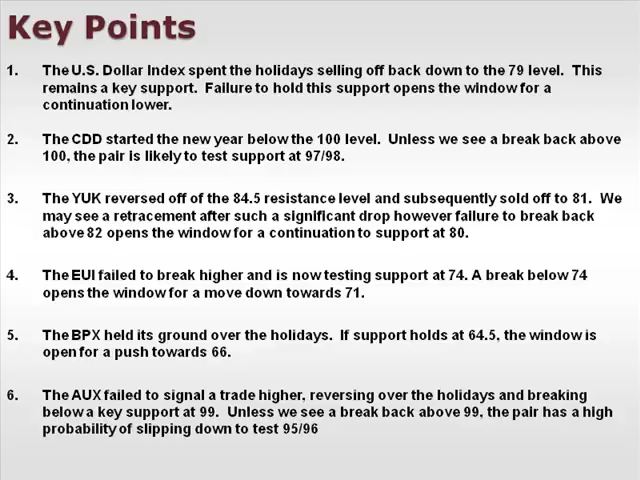 Key Points
1. The U.S. Dollar Index spent the holidays selling off back down to the 79 level. This
remains a key support. Failure to hold this support opens the window for a
continuation lower.
2. The CDD started the new year below the 100 level. Unless we see a break back above
100, the pair is likely to test support at 97/98.
3. The YUK reversed off of the 84.5 resistance level and subsequently sold off to 81. We
may see a retracement after such a significant drop however failure to break back
above 82 opens the window for a continuation to support at 80.
4. The EUI failed to break higher and is now testing support at 74. A break below 74
opens the window for a move down towards 71.
5. The BPX held its ground over the holidays. If support holds at 64.5, the window is
open for a push towards 66.
6. The AUX failed to signal a trade higher, reversing over the holidays and breaking
below a key support at 99. Unless we see a break back above 99, the pair has a high
probability of slipping down to test 95/96